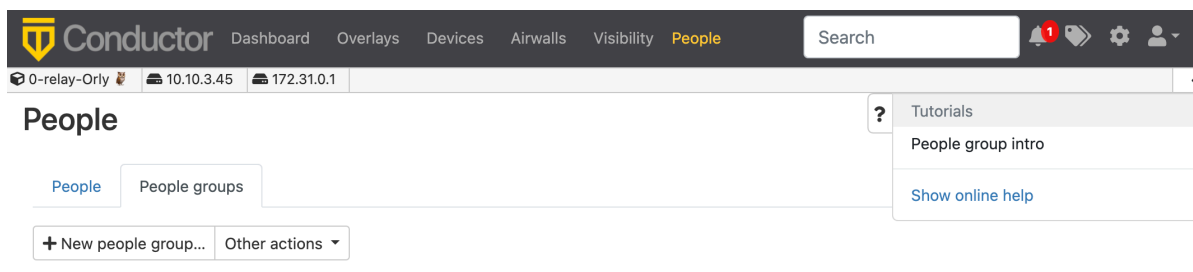 Conductor Dashboard Overlays Devices Airwalls Visibility People Search 1
0-relay-Orly 10.10.3.45 172.31.0.1
People
? Tutorials
People group intro
Show online help
People People groups
+ New people group... Other actions